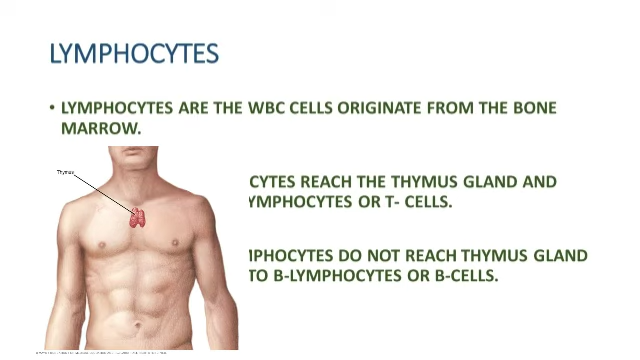 LYMPHOCYTES
• LYMPHOCYTES ARE THE WBC CELLS ORIGINATE FROM THE BONE
MARROW.
Thymus
CYTES REACH THE THYMUS GLAND AND
YMPHOCYTES OR T- CELLS.
PHOCYTES DO NOT REACH THYMUS GLAND
TO B-LYMPHOCYTES OR B-CELLS.